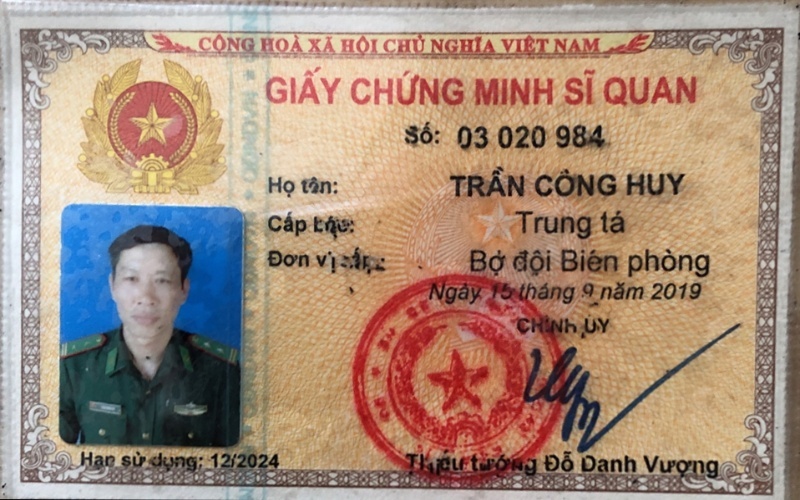 CỘNG HOÀ XÃ HỘI CHỦ NGHĨA VIỆT NAM
GIẤY CHỨNG MINH SĨ QUAN
Số: 03 020 984
Họ tên: TRẦN CÔNG HUY
Cấp Trung tá
Đơn vị cấp: Bộ đội Biên phòng
Ngày 15 tháng 9 năm 2019
CHÍNH ỦY
Hạn sử dụng: 12/2024
Thiếu tướng Đỗ Danh Vượng